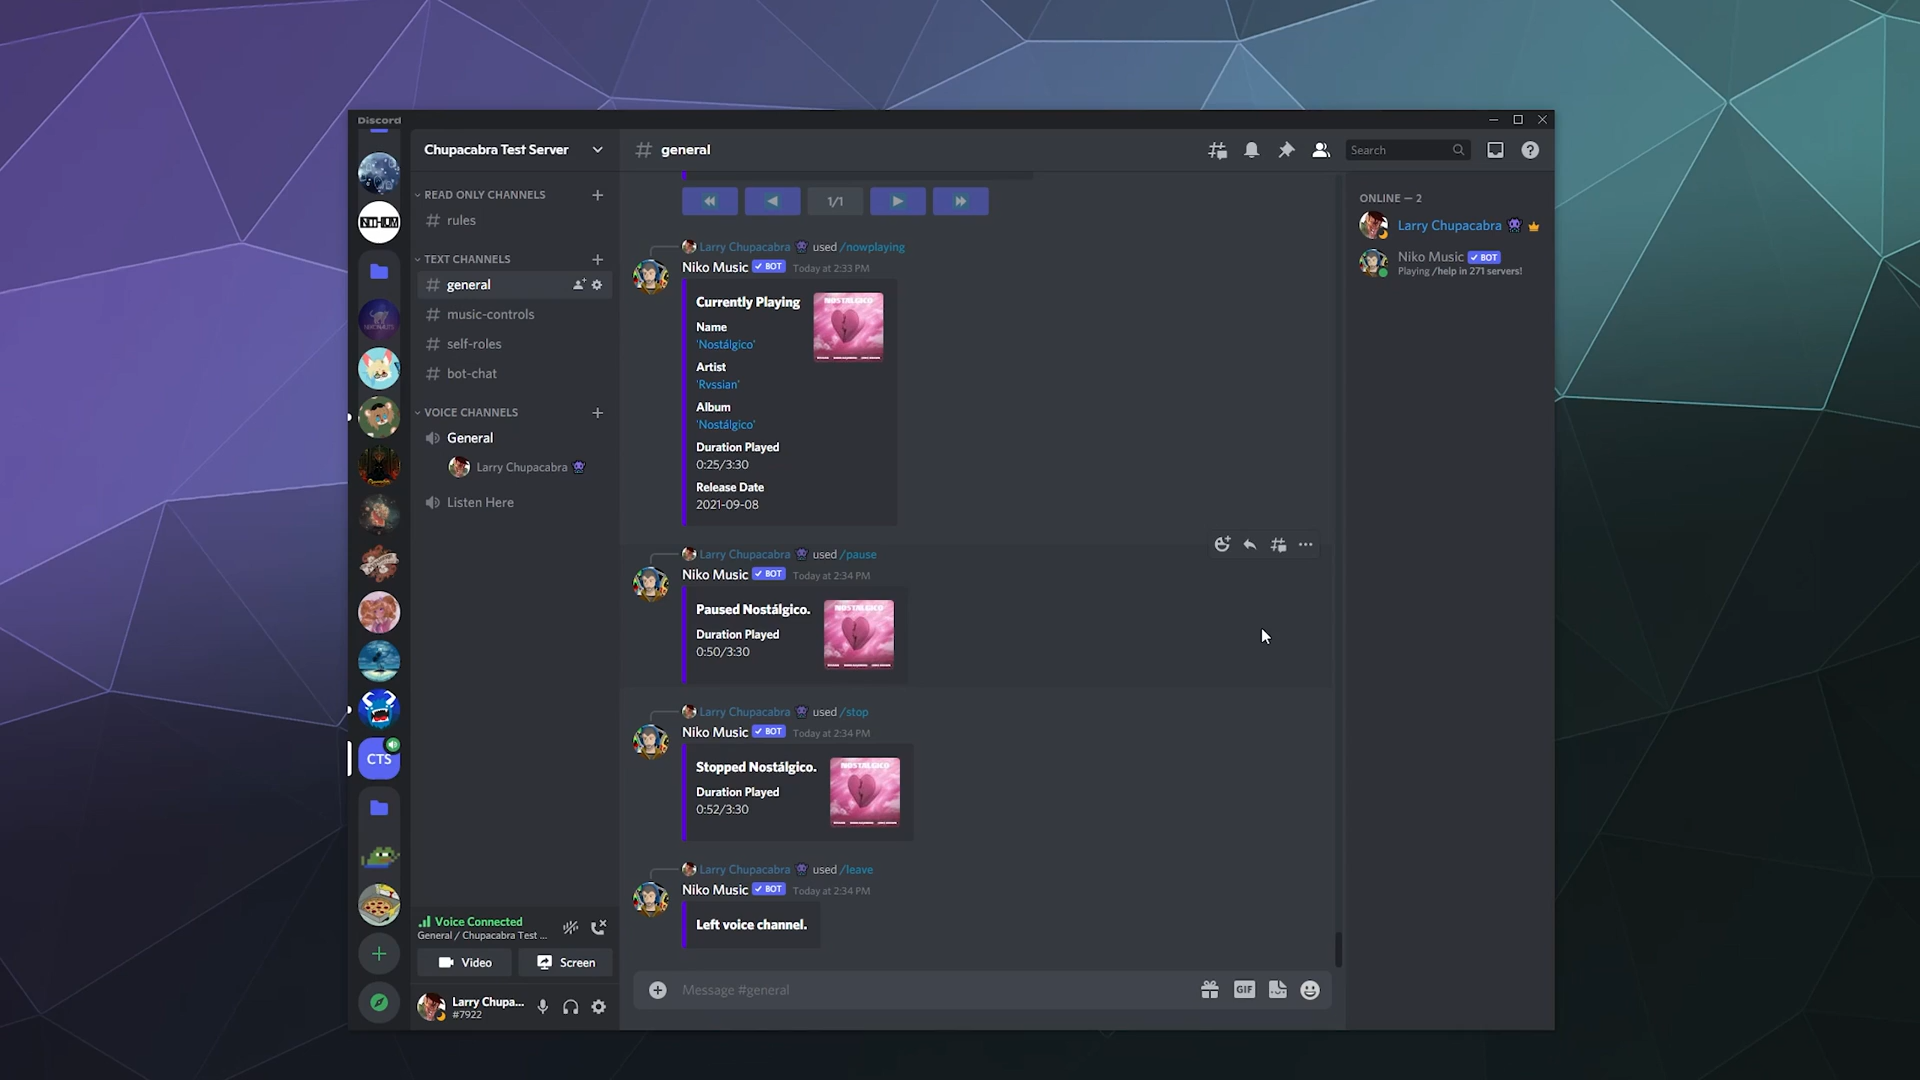 Discord
Chupacabra Test Server
general
Search
READ ONLY CHANNELS
rules
TEXT CHANNELS
general
music-controls
self-roles
bot-chat
VOICE CHANNELS
General
Larry Chupacabra
Listen Here
CTS
Voice Connected
General / Chupacabra Test ...
Video
Screen
Larry Chupa...
#7922
1/1
Larry Chupacabra used /nowplaying
Niko Music BOT Today at 2:33 PM
Currently Playing
Name
'Nostálgico'
Artist
'Rvssian'
Album
'Nostálgico'
Duration Played
0:25/3:30
Release Date
2021-09-08
NOSTALGICO
Larry Chupacabra used /pause
Niko Music BOT Today at 2:34 PM
Paused Nostálgico.
Duration Played
0:50/3:30
NOSTALGICO
Larry Chupacabra used /stop
Niko Music BOT Today at 2:34 PM
Stopped Nostálgico.
Duration Played
0:52/3:30
NOSTALGICO
Larry Chupacabra used /leave
Niko Music BOT Today at 2:34 PM
Left voice channel.
Message #general
GIF
ONLINE — 2
Larry Chupacabra
Niko Music BOT
Playing /help in 271 servers!